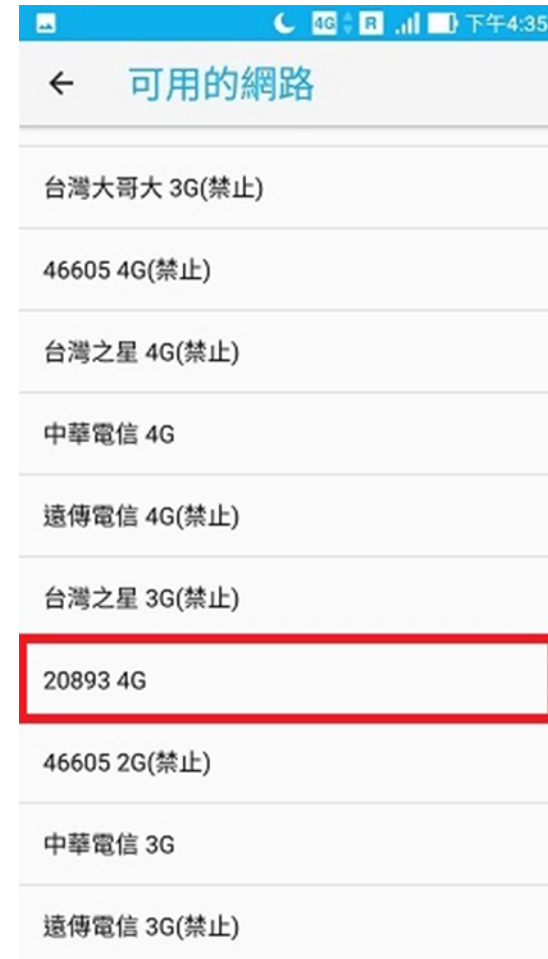 4G R 下午4:35
可用的網路
台灣大哥大 3G(禁止)
46605 4G(禁止)
台灣之星 4G(禁止)
中華電信 4G
遠傳電信 4G(禁止)
台灣之星 3G(禁止)
20893 4G
46605 2G(禁止)
中華電信 3G
遠傳電信 3G(禁止)